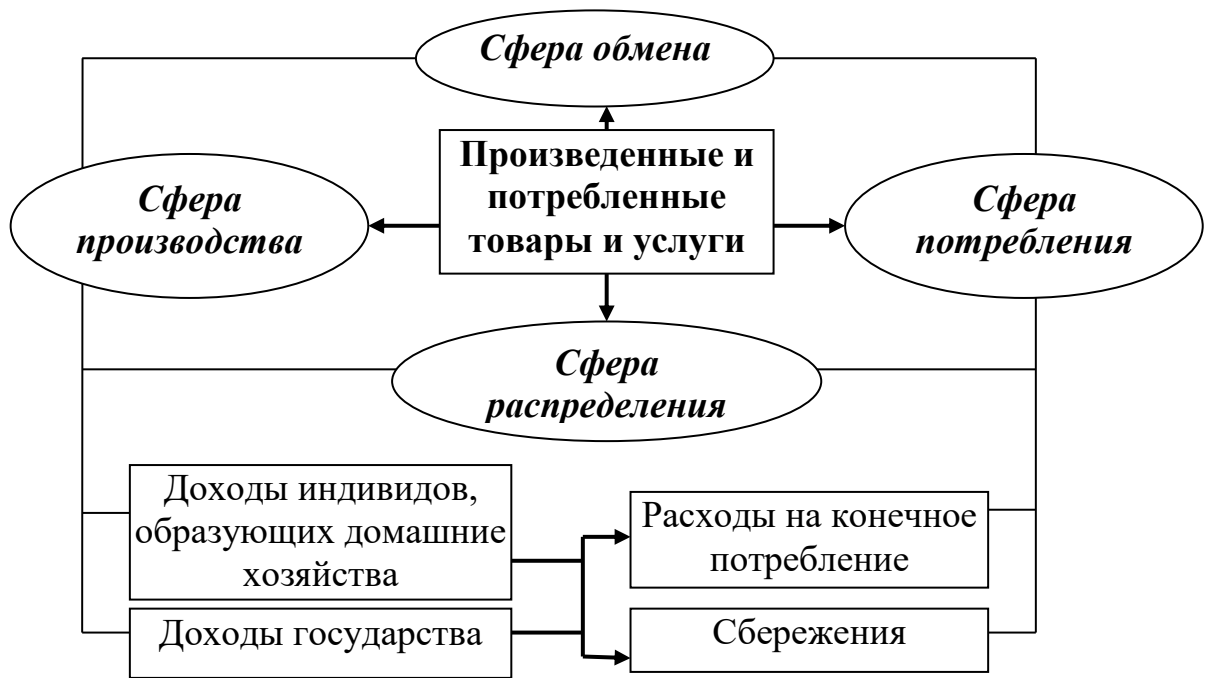 Сфера обмена
Произведенные и
потребленные
товары и услуги
Сфера
производства
Сфера
потребления
Сфера
распределения
Доходы индивидов,
образующих домашние
хозяйства
Расходы на конечное
потребление
Доходы государства
Сбережения